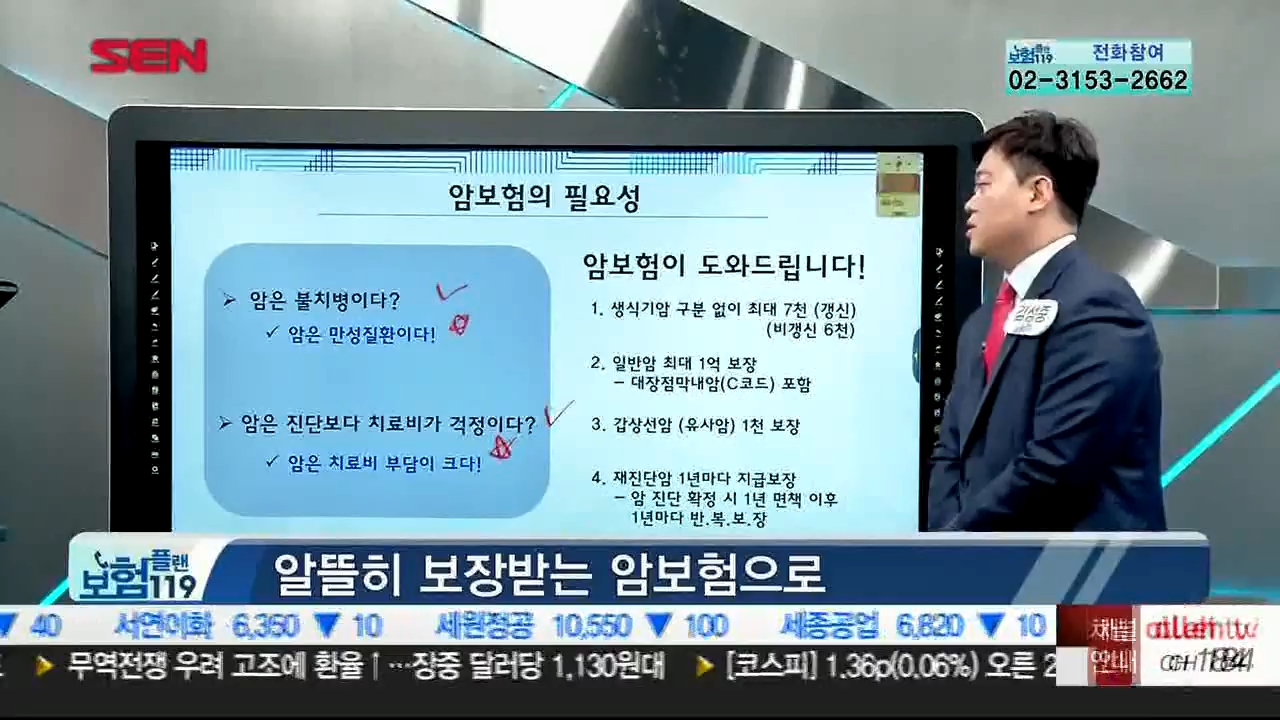 SEN
보험플랜119 전화참여
02-3153-2662
암보험의 필요성
➢ 암은 불치병이다?
✓ 암은 만성질환이다!
➢ 암은 진단보다 치료비가 걱정이다?
✓ 암은 치료비 부담이 크다!
암보험이 도와드립니다!
1. 생식기암 구분 없이 최대 7천 (갱신)
(비갱신 6천)
2. 일반암 최대 1억 보장
– 대장점막내암(C코드) 포함
3. 갑상선암 (유사암) 1천 보장
4. 재진단암 1년마다 지급보장
– 암 진단 확정 시 1년 면책 이후
1년마다 반.복.보.장
김성중
보험플랜119
알뜰히 보장받는 암보험으로
▼ 40 서연이화 6,350 ▼ 10 세원정공 10,550 ▼ 100 세종공업 6,820 ▼ 10
▶ 무역전쟁 우려 고조에 환율↑…장중 달러당 1,130원대 ▶ [코스피] 1.36p(0.06%) 오른 2
채널
안내